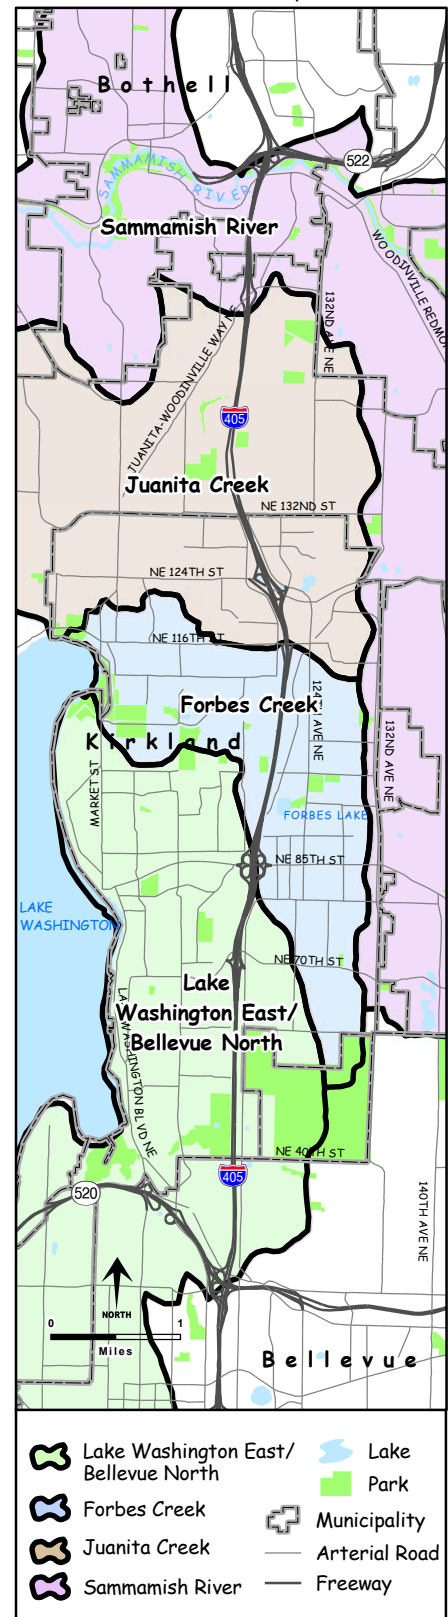 Bothell
522
SAMMAMISH RIVER
Sammamish River
WOODINVILLE REDMON
132ND AVE NE
JUANITA-WOODINVILLE WAY NE
405
Juanita Creek
NE 132ND ST
NE 124TH ST
NE 116TH ST
124TH AVE NE
Forbes Creek
Kirkland
132ND AVE NE
MARKET ST
FORBES LAKE
NE 85TH ST
LAKE
WASHINGTON
NE 70TH ST
Lake
Washington East/
Bellevue North
LAKE WASHINGTON BLVD NE
NE 40TH ST
405
520
140TH AVE NE
NORTH
0 1
Miles
Bellevue
Lake Washington East/
Bellevue North
Forbes Creek
Juanita Creek
Sammamish River
Lake
Park
Municipality
Arterial Road
Freeway